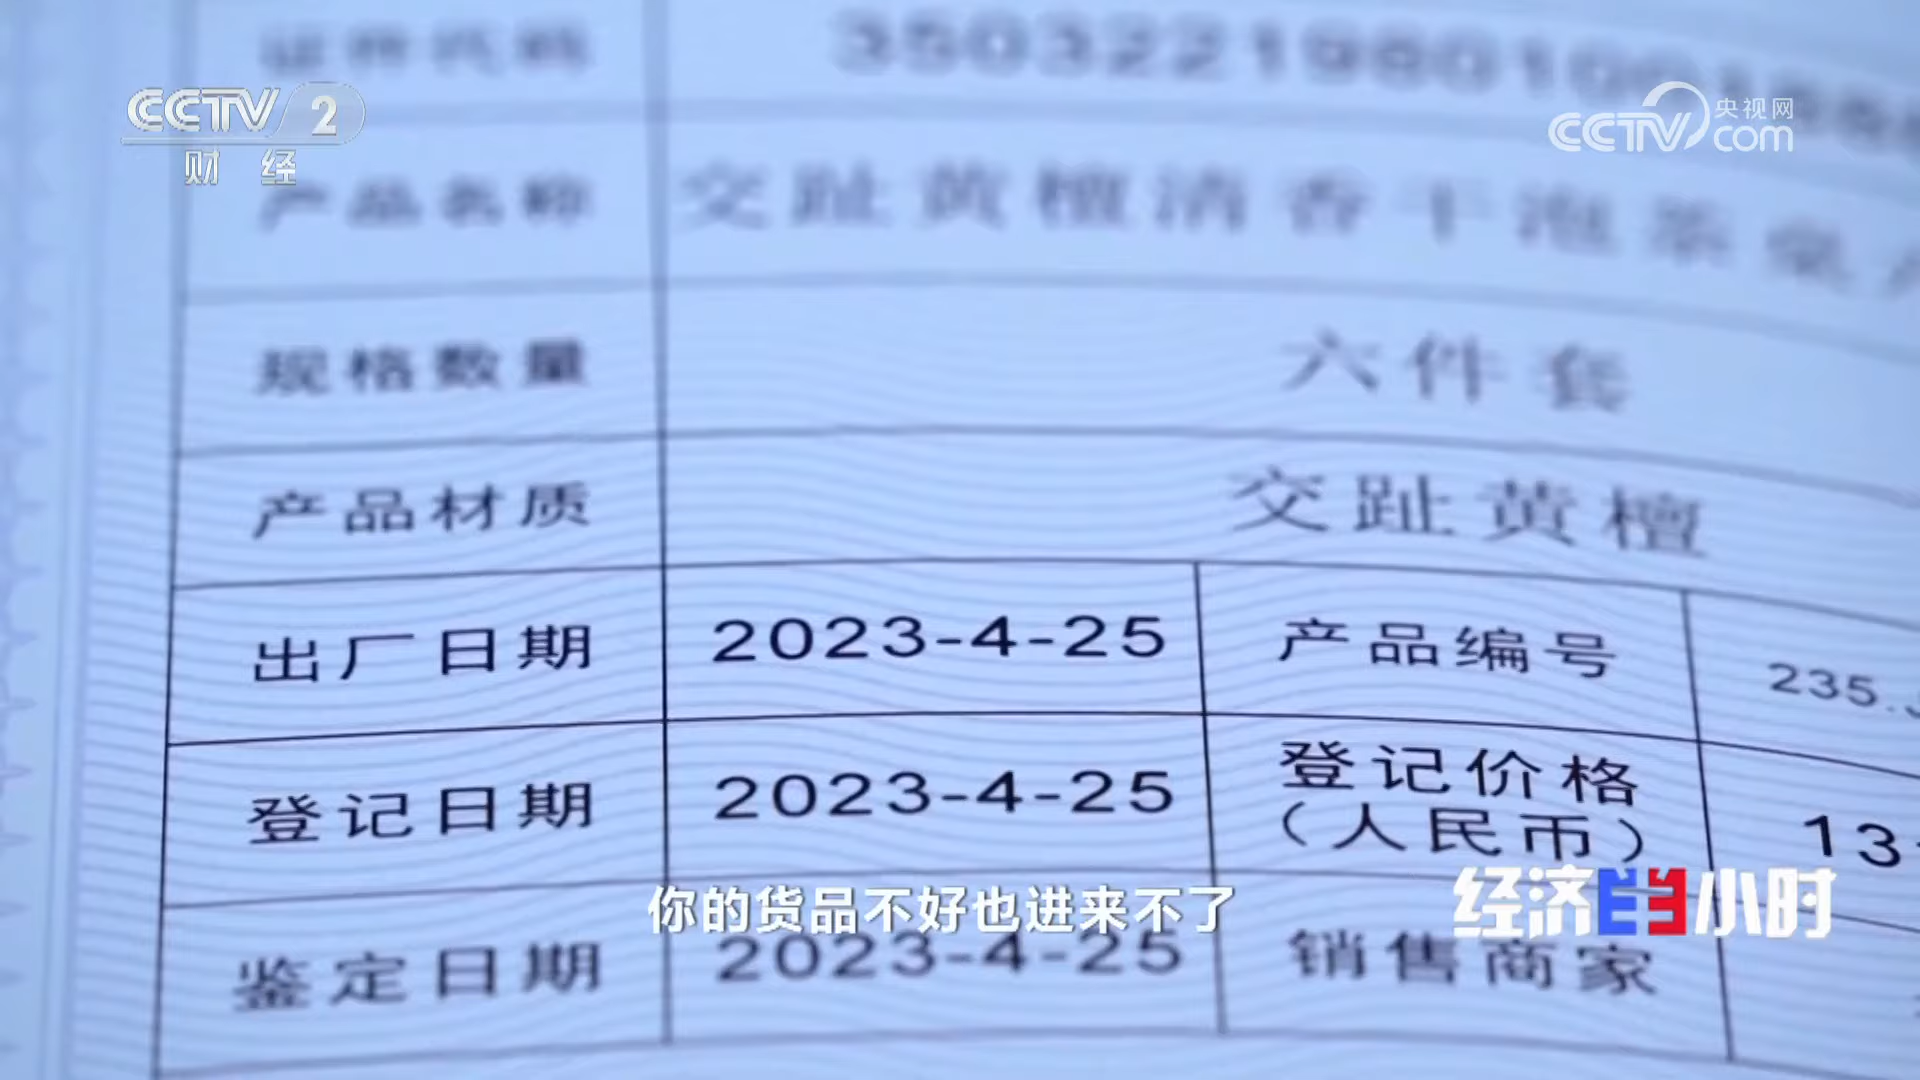 证件代码
CCTV 2
财经
央视网
CCTV.com
产品名称 交趾黄檀清香干泡茶桌
规格数量 六件套
产品材质 交趾黄檀
出厂日期 2023-4-25 产品编号 235.
登记日期 2023-4-25 登记价格
（人民币） 13
你的货品不好也进来不了
经济半小时
鉴定日期 2023-4-25 销售商家